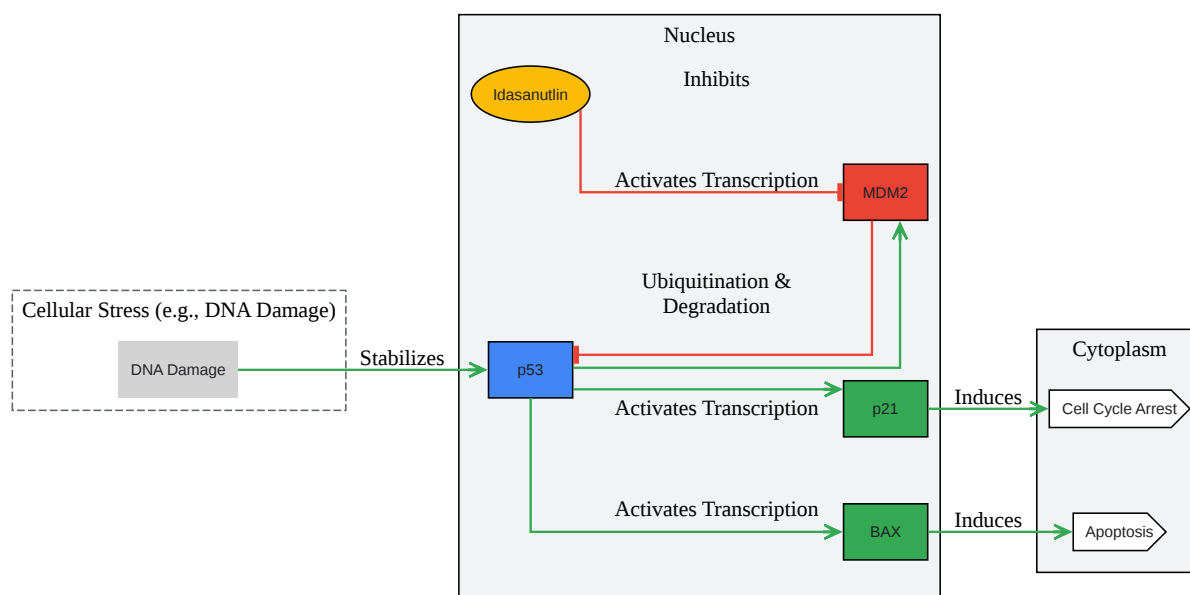 Nucleus
Inhibits
Idasanutlin
Activates Transcription
MDM2
Ubiquitination &
Degradation
Cellular Stress (e.g., DNA Damage)
DNA Damage
Stabilizes
p53
Cytoplasm
Activates Transcription
p21
Induces
Cell Cycle Arrest
Activates Transcription
BAX
Induces
Apoptosis